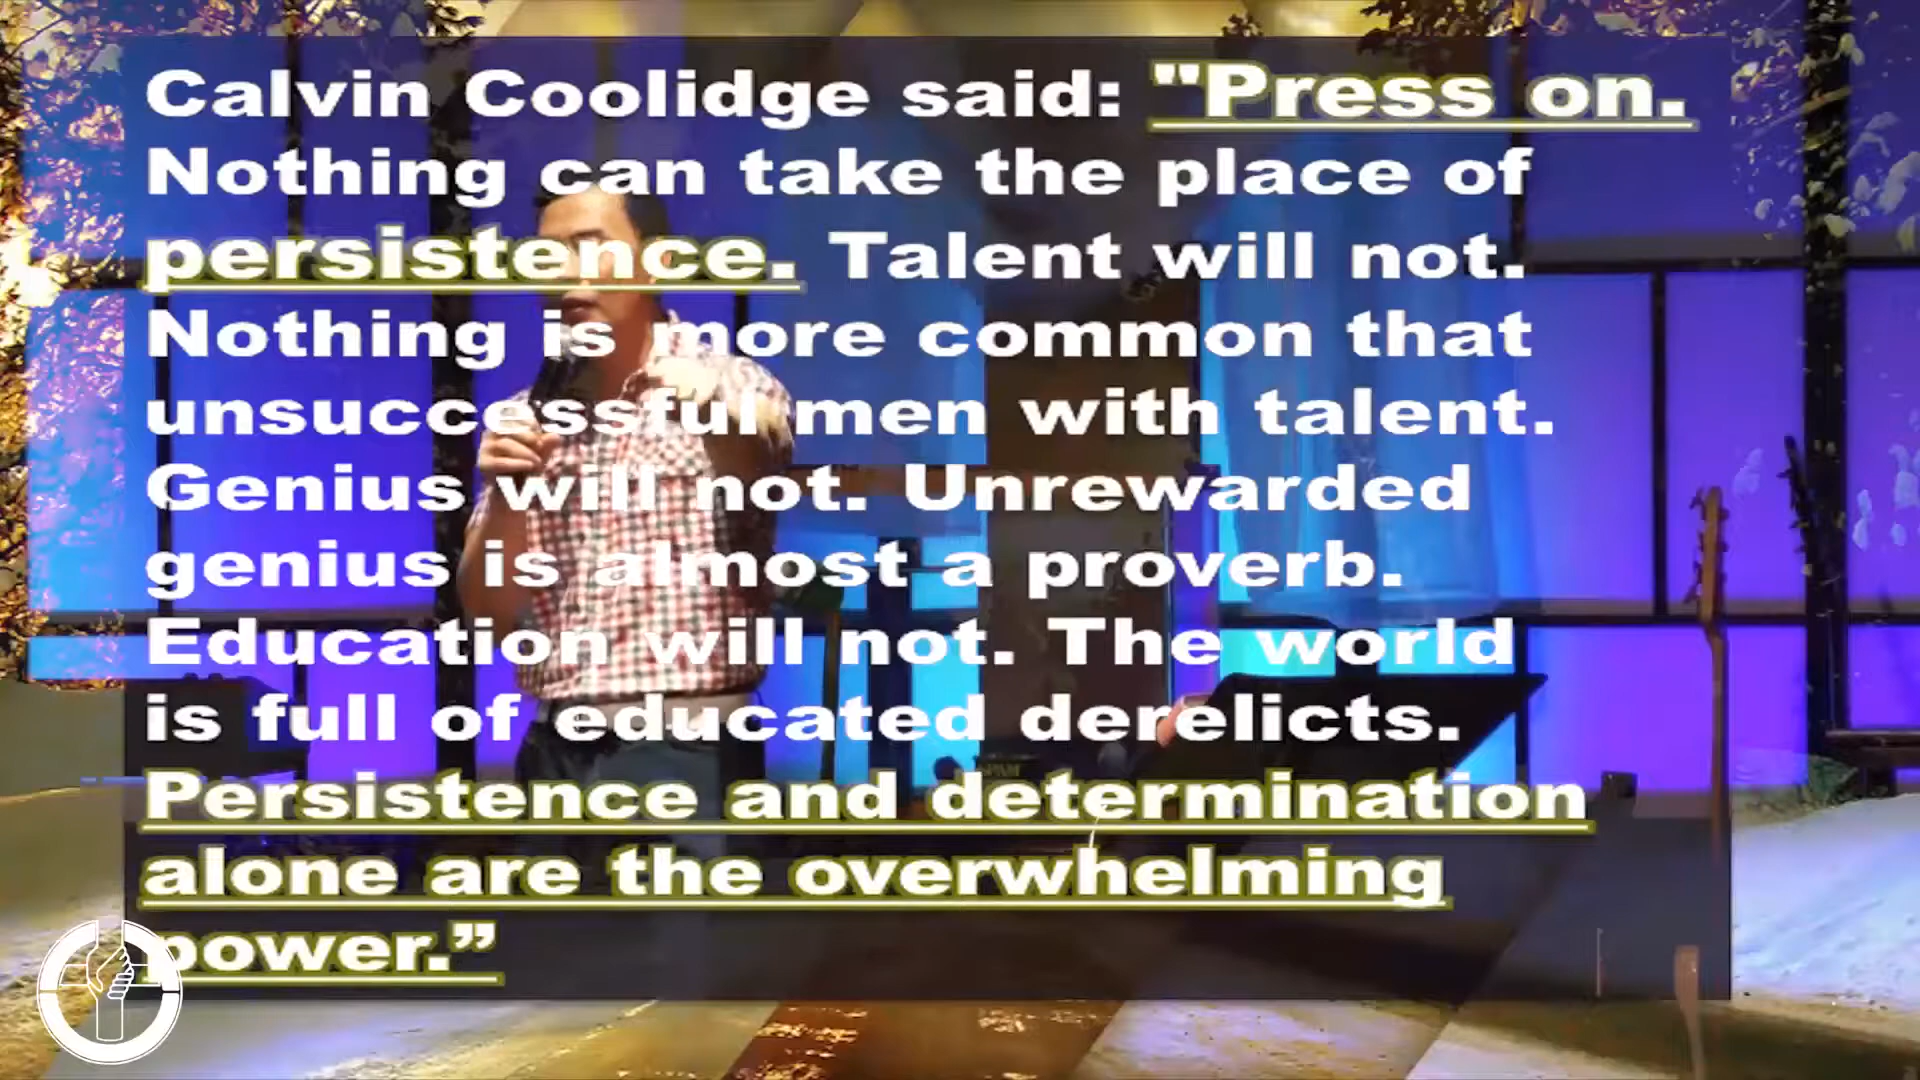 Calvin Coolidge said: "Press on.
Nothing can take the place of
persistence. Talent will not.
Nothing is more common that
unsuccessful men with talent.
Genius will not. Unrewarded
genius is almost a proverb.
Education will not. The world
is full of educated derelicts.
Persistence and determination
alone are the overwhelming
power.”